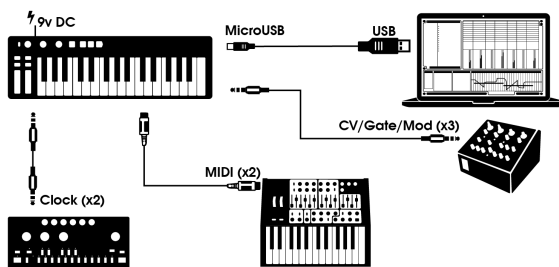 9v DC
MicroUSB
USB
CV/Gate/Mod (x3)
MIDI (x2)
Clock (x2)